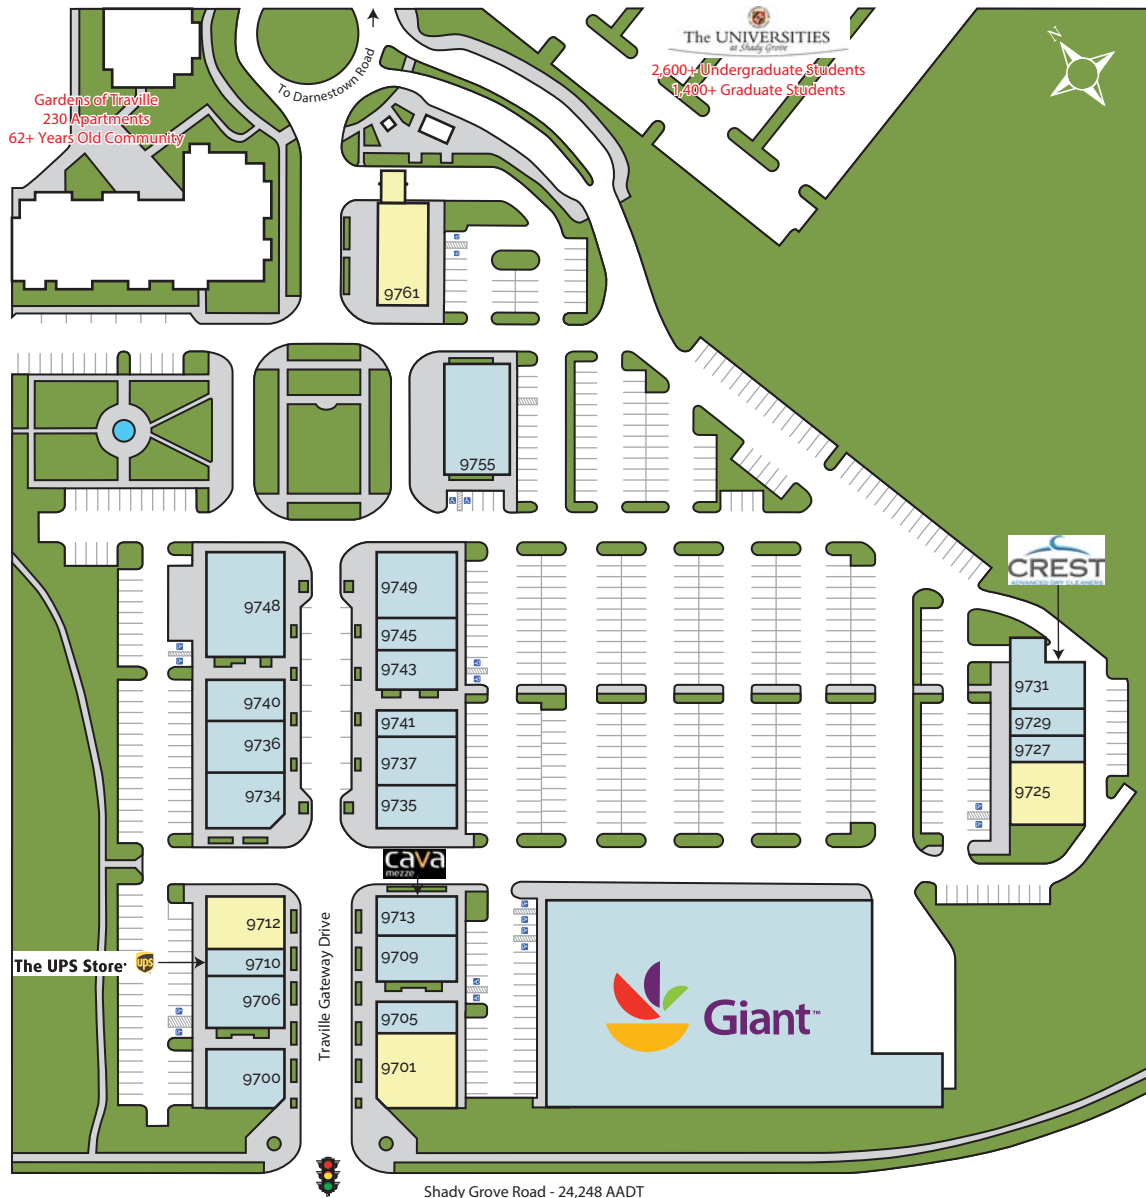 The UNIVERSITIES
at Shady Grove
2,600+ Undergraduate Students
1,400+ Graduate Students
N
To Darnestown Road
Gardens of Traville
230 Apartments
62+ Years Old Community
9761
9755
CREST
ADVANCED DRY CLEANERS
9748
9749
9745
9743
9740
9741
9736
9737
9734
9735
9731
9729
9727
9725
cava
mezze
9712
9713
The UPS Store
ups
9710
9709
9706
9705
9700
9701
Traville Gateway Drive
Giant™
Shady Grove Road - 24,248 AADT